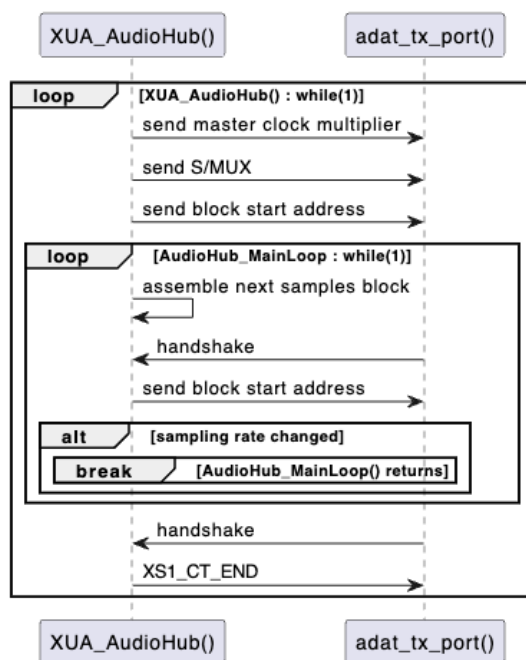 XUA_AudioHub() adat_tx_port()
loop [XUA_AudioHub() : while(1)]
send master clock multiplier
send S/MUX
send block start address
loop [AudioHub_MainLoop : while(1)]
assemble next samples block
handshake
send block start address
alt [sampling rate changed]
break [AudioHub_MainLoop() returns]
handshake
XS1_CT_END
XUA_AudioHub() adat_tx_port()